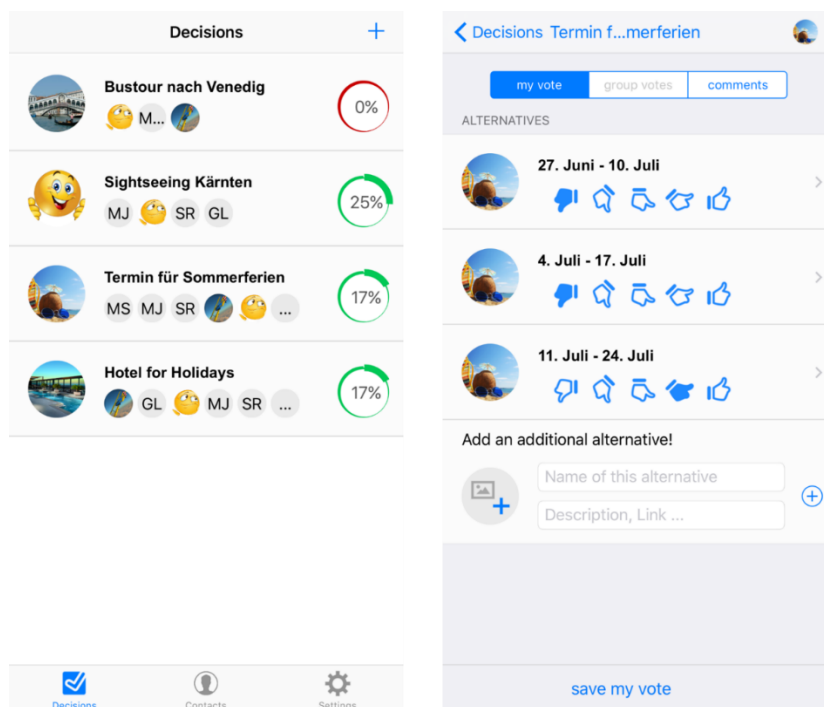 Decisions
+
Bustour nach Venedig
M...
0%
Sightseeing Kärnten
MJ SR GL
25%
Termin für Sommerferien
MS MJ SR ...
17%
Hotel for Holidays
GL MJ SR ...
17%
Decisions Contacts Settings
Decisions Termin f...merferien
my vote group votes comments
ALTERNATIVES
27. Juni - 10. Juli
4. Juli - 17. Juli
11. Juli - 24. Juli
Add an additional alternative!
Name of this alternative
Description, Link ...
save my vote